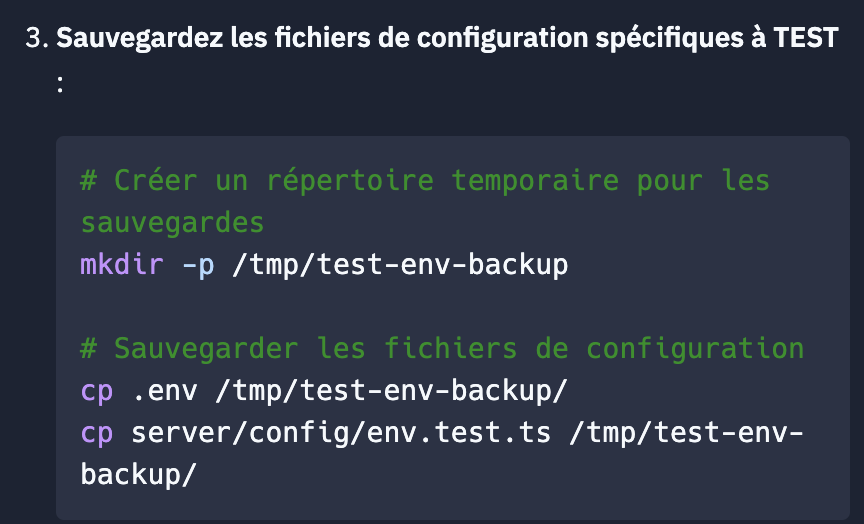 3. Sauvegardez les fichiers de configuration spécifiques à TEST
:
# Créer un répertoire temporaire pour les
sauvegardes
mkdir -p /tmp/test-env-backup
# Sauvegarder les fichiers de configuration
cp .env /tmp/test-env-backup/
cp server/config/env.test.ts /tmp/test-env-
backup/